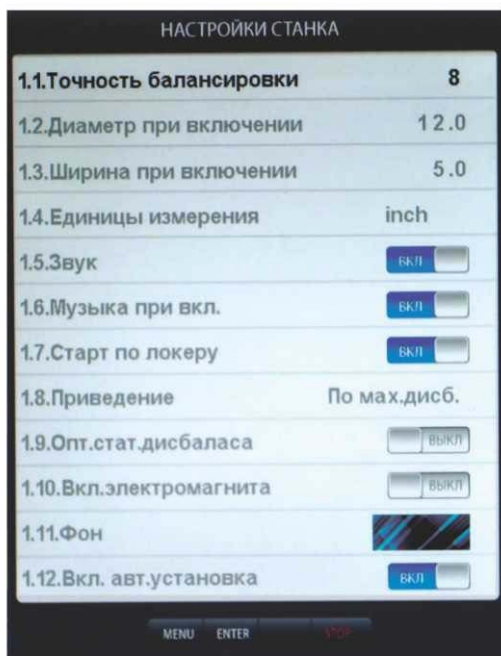 НАСТРОЙКИ СТАНКА
1.1.Точность балансировки 8
1.2.Диаметр при включении 12.0
1.3.Ширина при включении 5.0
1.4.Единицы измерения inch
1.5.Звук ВКЛ
1.6.Музыка при вкл. ВКЛ
1.7.Старт по локеру ВКЛ
1.8.Приведение По мах.дисб.
1.9.Опт.стат.дисбаласа ВЫКЛ
1.10.Вкл.электромагнита ВЫКЛ
1.11.Фон
1.12.Вкл. авт.установка ВКЛ
MENU ENTER STOP